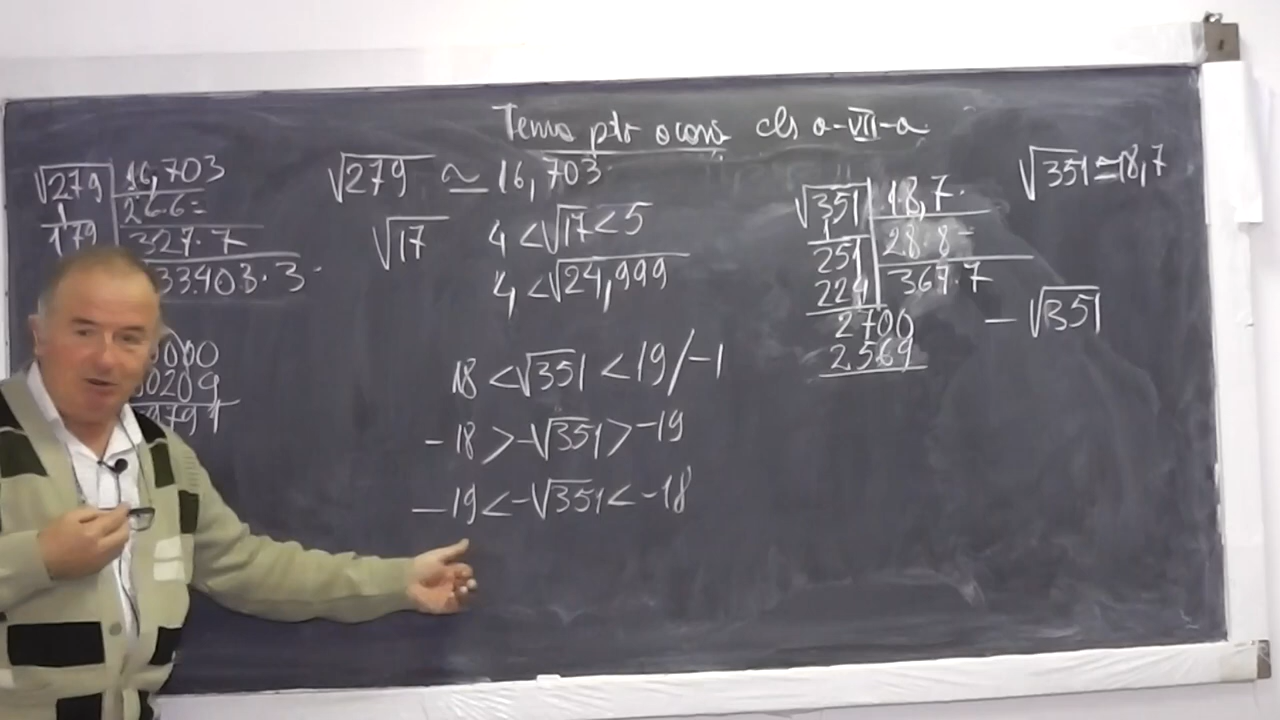 Tema ptr acasă cls a-VII-a
√279 | 16,703
1 | 26·6=
179 | 327·7
33403·3
√279 ≃ 16,703
√17 4 < √17 < 5
4 < √24,999
18 < √351 < 19 / -1
-18 > -√351 > -19
-19 < -√351 < -18
√351 | 18,7
1 | 28·8=
251 | 367·7
224
2700
2569
√351 ≃ 18,7
- √351